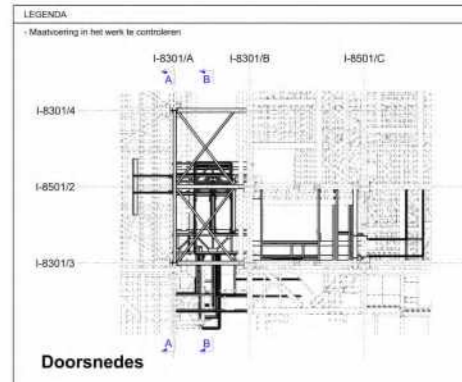 LEGENDA
- Maatvoering in het werk te controleren
I-8301/A I-8301/B I-8501/C
A B
I-8301/4
I-8501/2
I-8301/3
A B
Doorsnedes